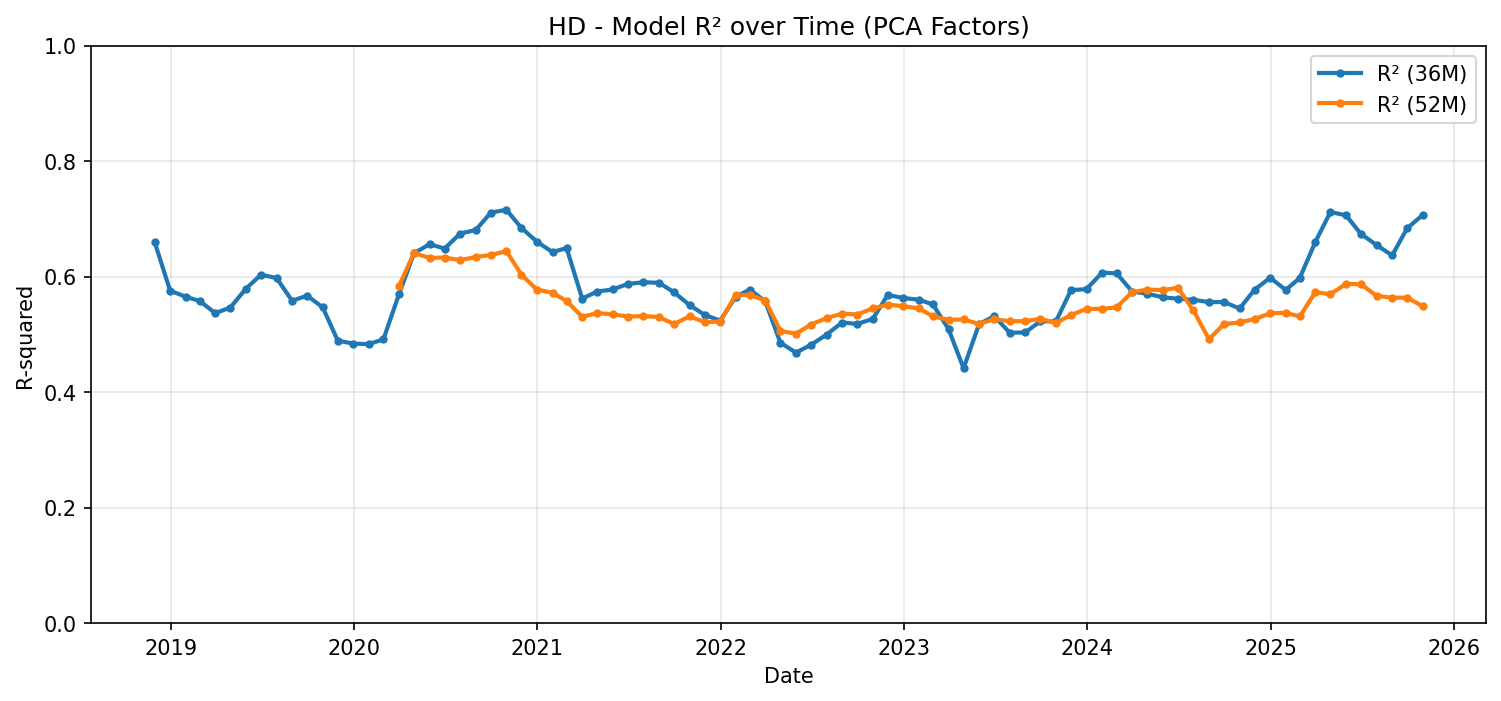 HD - Model R² over Time (PCA Factors)
R² (36M)
R² (52M)
R-squared
1.0
0.8
0.6
0.4
0.2
0.0
2019 2020 2021 2022 2023 2024 2025 2026
Date